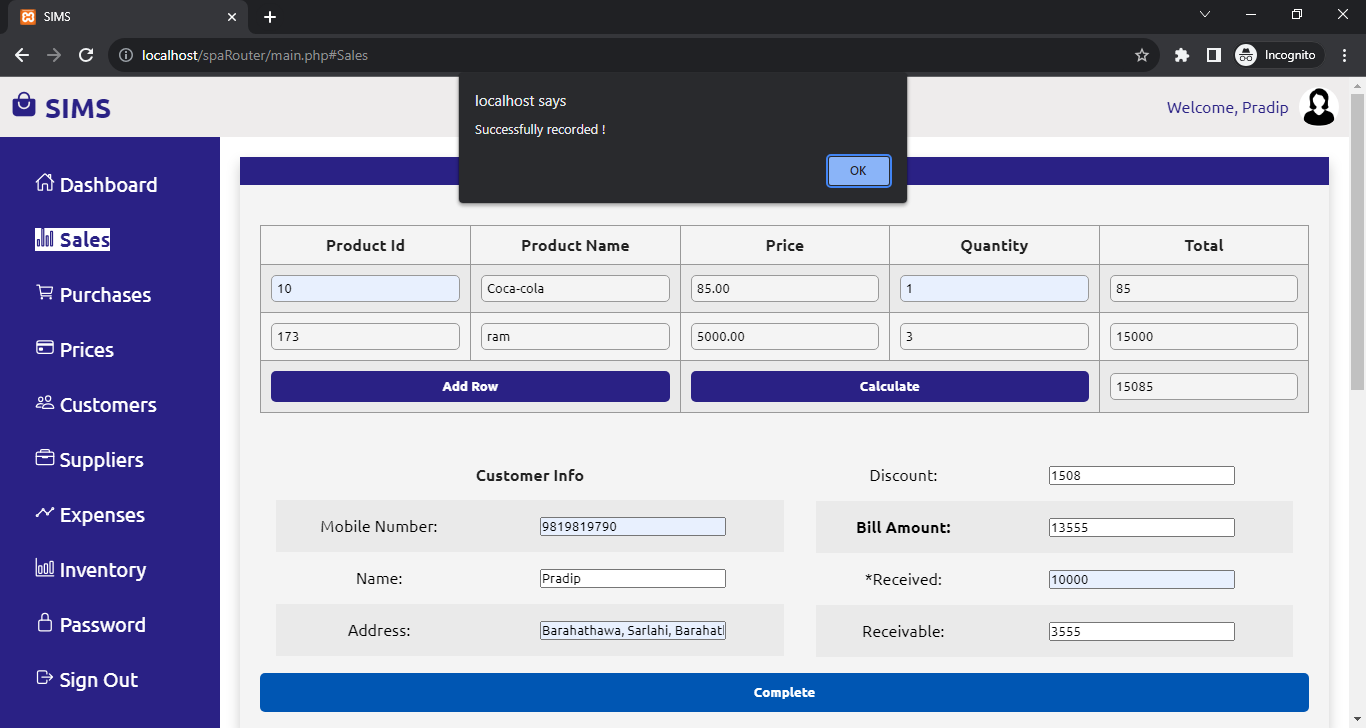 SIMS
localhost/spaRouter/main.php#Sales
Incognito
localhost says
Successfully recorded !
OK
SIMS
Welcome, Pradip
Dashboard
Sales
Purchases
Prices
Customers
Suppliers
Expenses
Inventory
Password
Sign Out
Product Id Product Name Price Quantity Total
10 Coca-cola 85.00 1 85
173 ram 5000.00 3 15000
Add Row Calculate 15085
Customer Info
Mobile Number: 9819819790
Name: Pradip
Address: Barahathawa, Sarlahi, Barahat
Discount: 1508
Bill Amount: 13555
*Received: 10000
Receivable: 3555
Complete